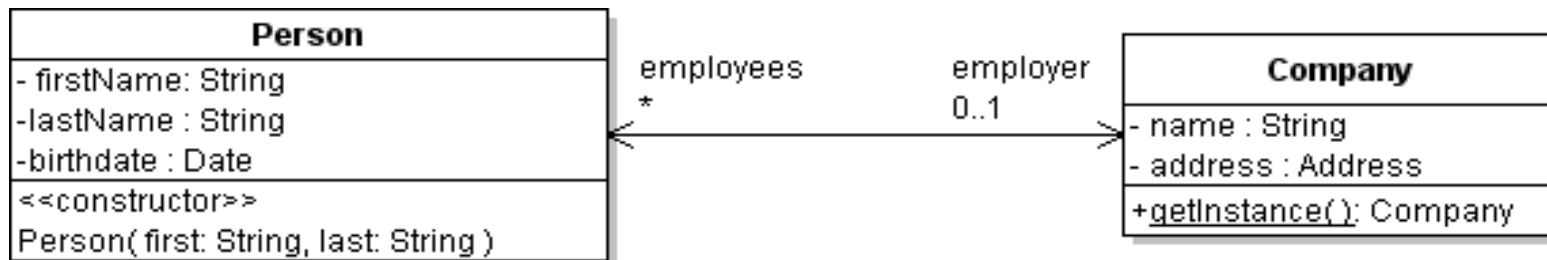 Person
- firstName: String
-lastName : String
-birthdate : Date
<<constructor>>
Person( first: String, last: String )
employees
*
employer
0..1
Company
- name : String
- address : Address
+getInstance(): Company